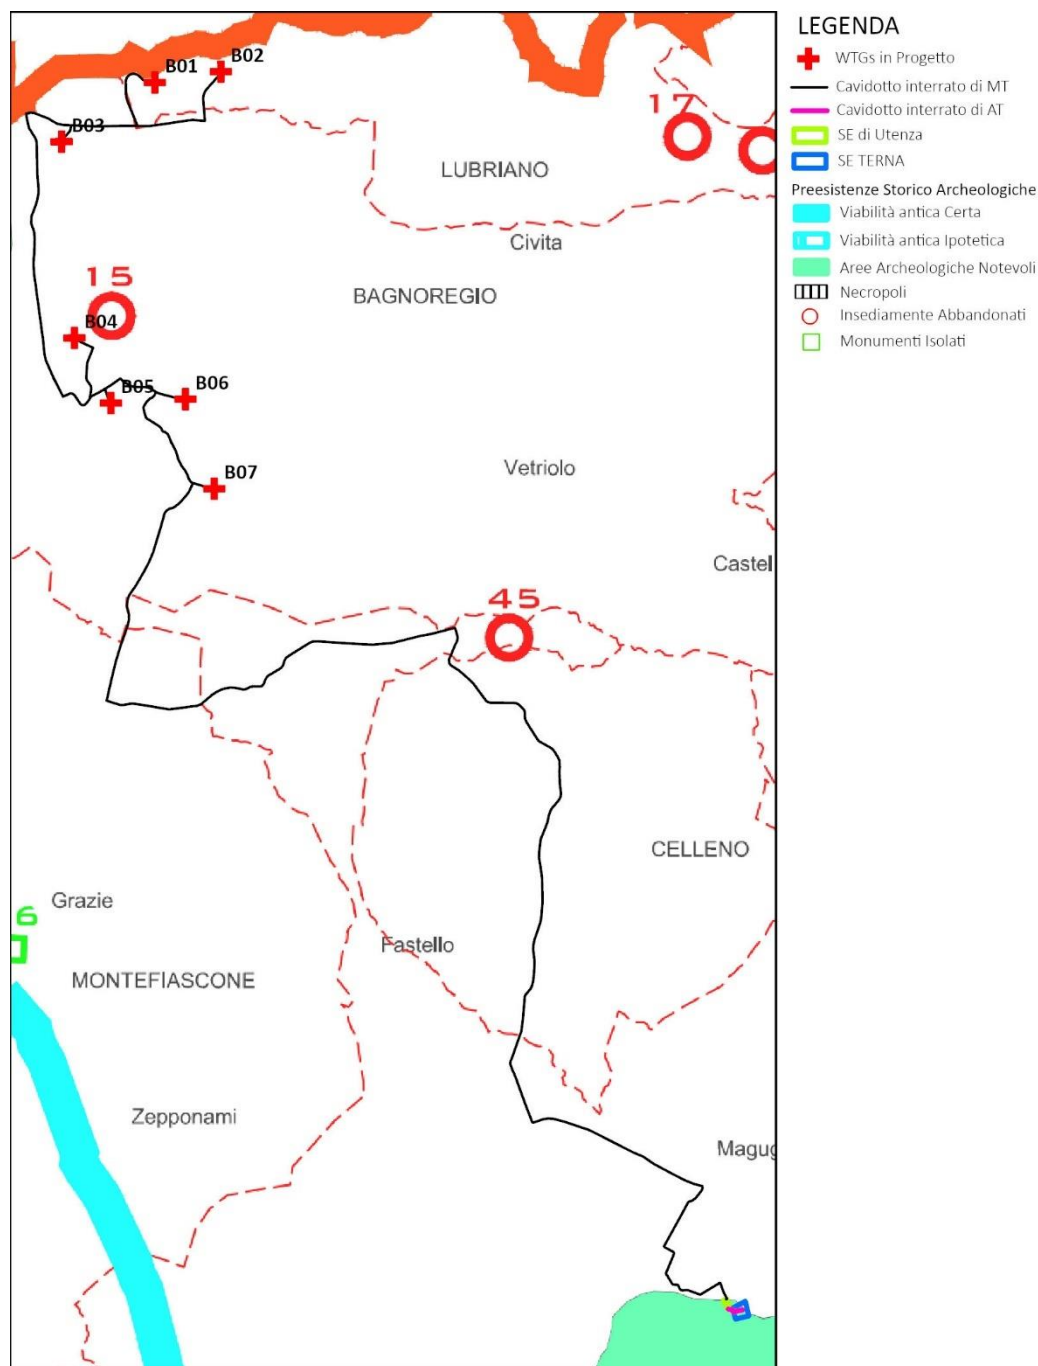 B01
B02
B03
17
LUBRIANO
Civita
15
BAGNOREGIO
B04
B05
B06
Vetriolo
B07
Castel
45
CELLENO
Grazie
6
Fastello
MONTEFIASCONE
Zepponami
Magug
LEGENDA
WTGs in Progetto
Cavidotto interrato di MT
Cavidotto interrato di AT
SE di Utenza
SE TERNA
Preesistenze Storico Archeologiche
Viabilità antica Certa
Viabilità antica Ipotetica
Aree Archeologiche Notevoli
Necropoli
Insediamente Abbandonati
Monumenti Isolati